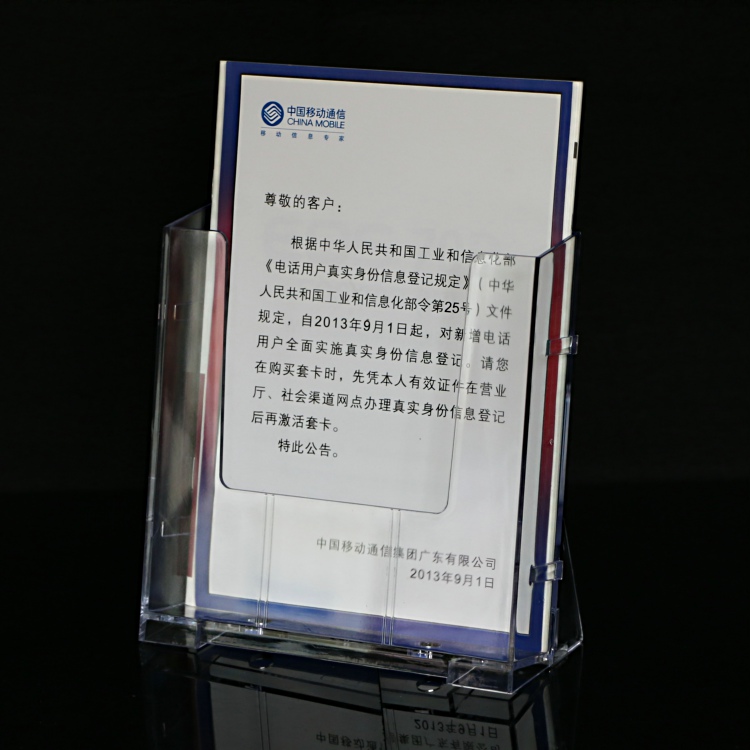 中国移动通信
CHINA MOBILE
移动信息专家
尊敬的客户：
根据中华人民共和国工业和信息化部
《电话用户真实身份信息登记规定》（中华
人民共和国工业和信息化部令第25号）文件
规定，自2013年9月1日起，对新增电话
用户全面实施真实身份信息登记。请您
在购买套卡时，先凭本人有效证件在营业
厅、社会渠道网点办理真实身份信息登记
后再激活套卡。
特此公告。
中国移动通信集团广东有限公司
2013年9月1日